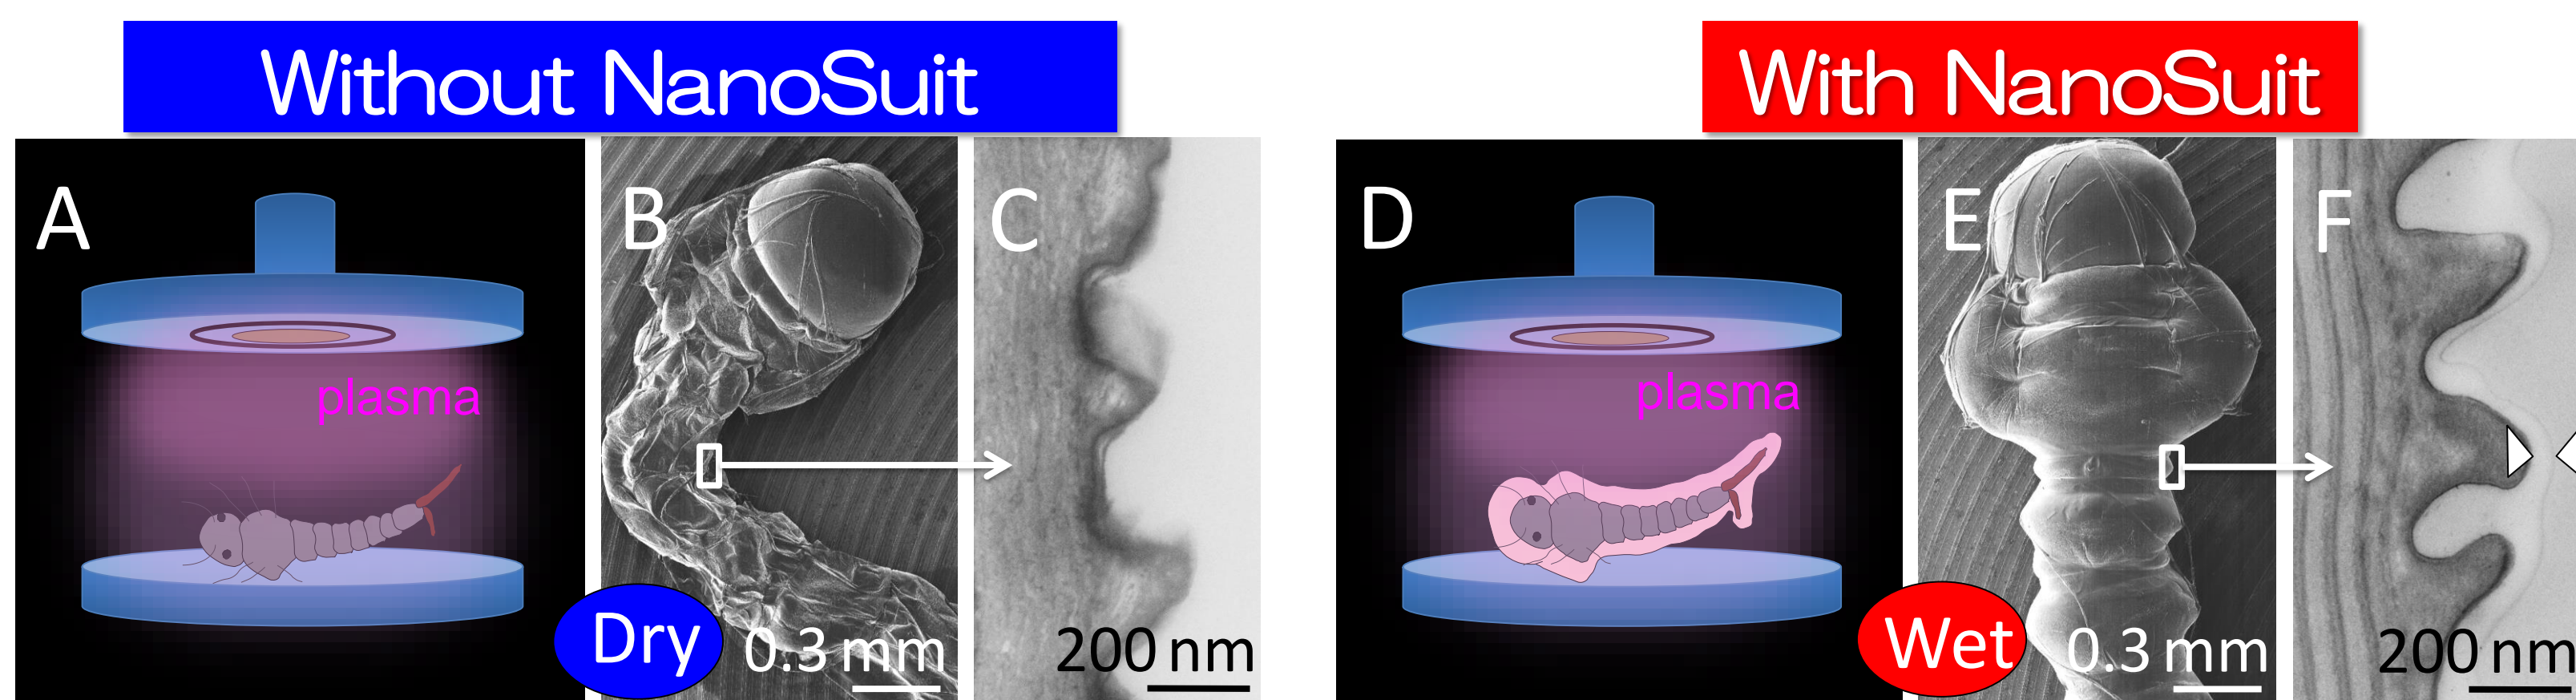 Without NanoSuit
With NanoSuit
A
B
C
D
E
F
plasma
plasma
Dry
0.3 mm
200 nm
Wet
0.3 mm
200 nm